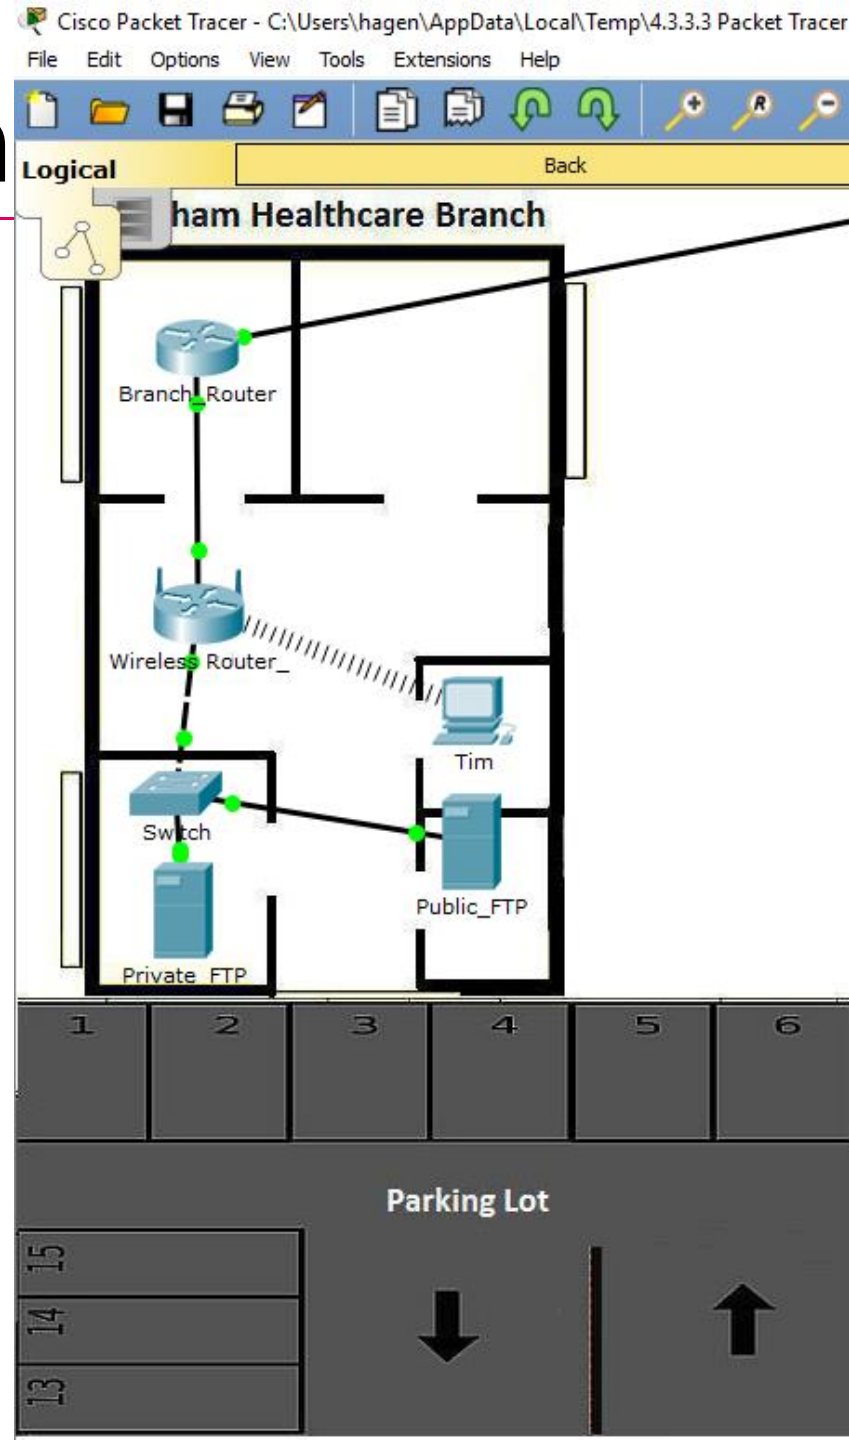 Cisco Packet Tracer - C:\Users\hagen\AppData\Local\Temp\4.3.3.3 Packet Tracer
File Edit Options View Tools Extensions Help
R
Logical
Back
ham Healthcare Branch
Branch_Router
Wireless Router_
Tim
Switch
Public_FTP
Private FTP
1 2 3 4 5 6
Parking Lot
15
14
13